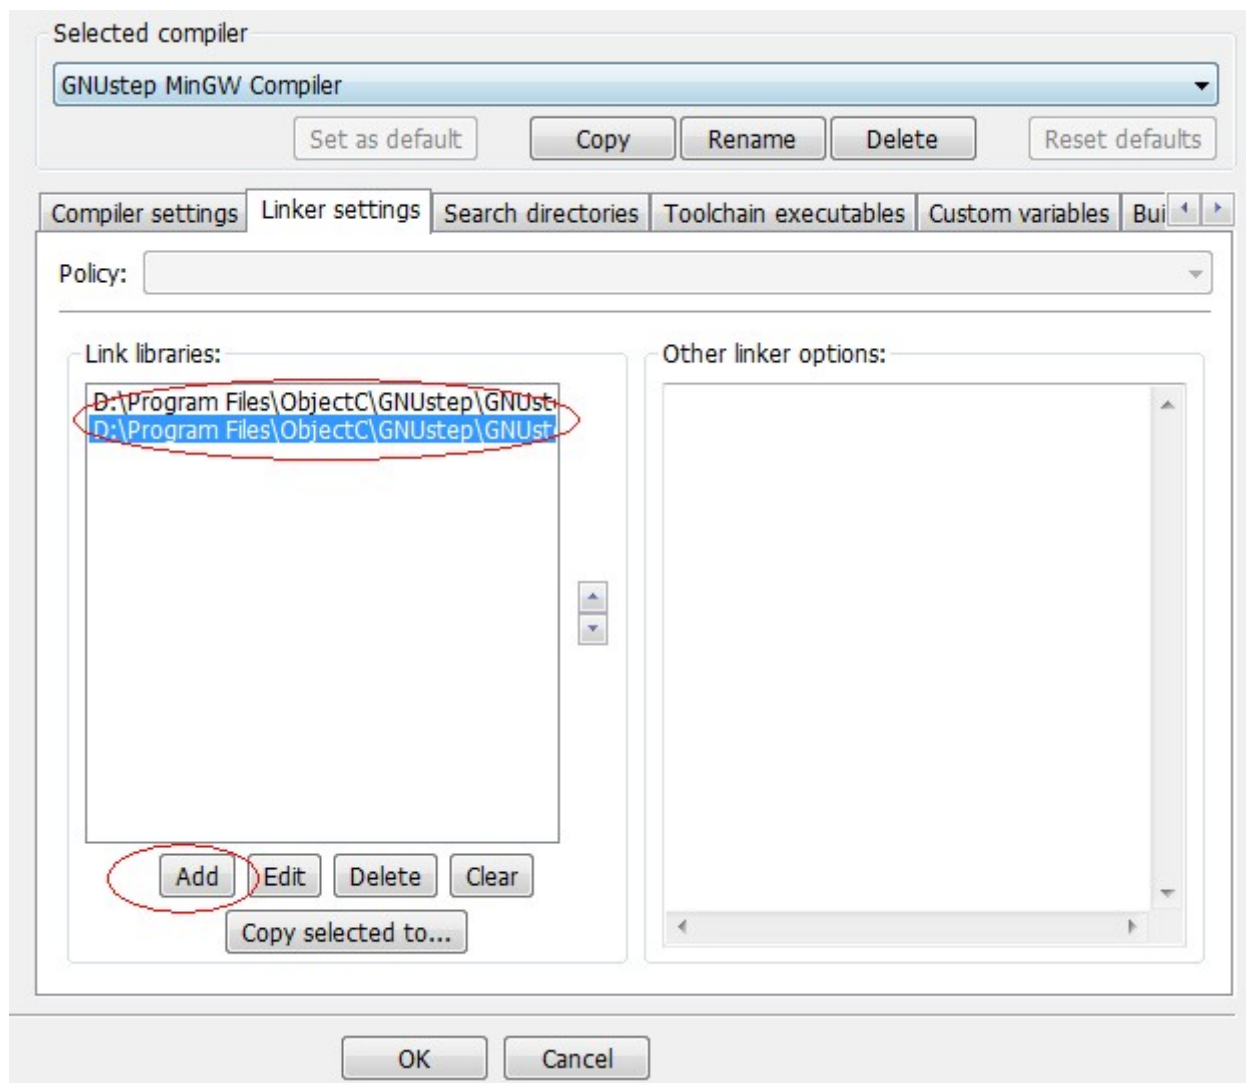 Selected compiler
GNUstep MinGW Compiler
Set as default Copy Rename Delete Reset defaults
Compiler settings Linker settings Search directories Toolchain executables Custom variables Bui
Policy:
Link libraries: Other linker options:
D:\Program Files\ObjectC\GNUstep\GNUst
D:\Program Files\ObjectC\GNUstep\GNUst
Add Edit Delete Clear
Copy selected to...
OK Cancel